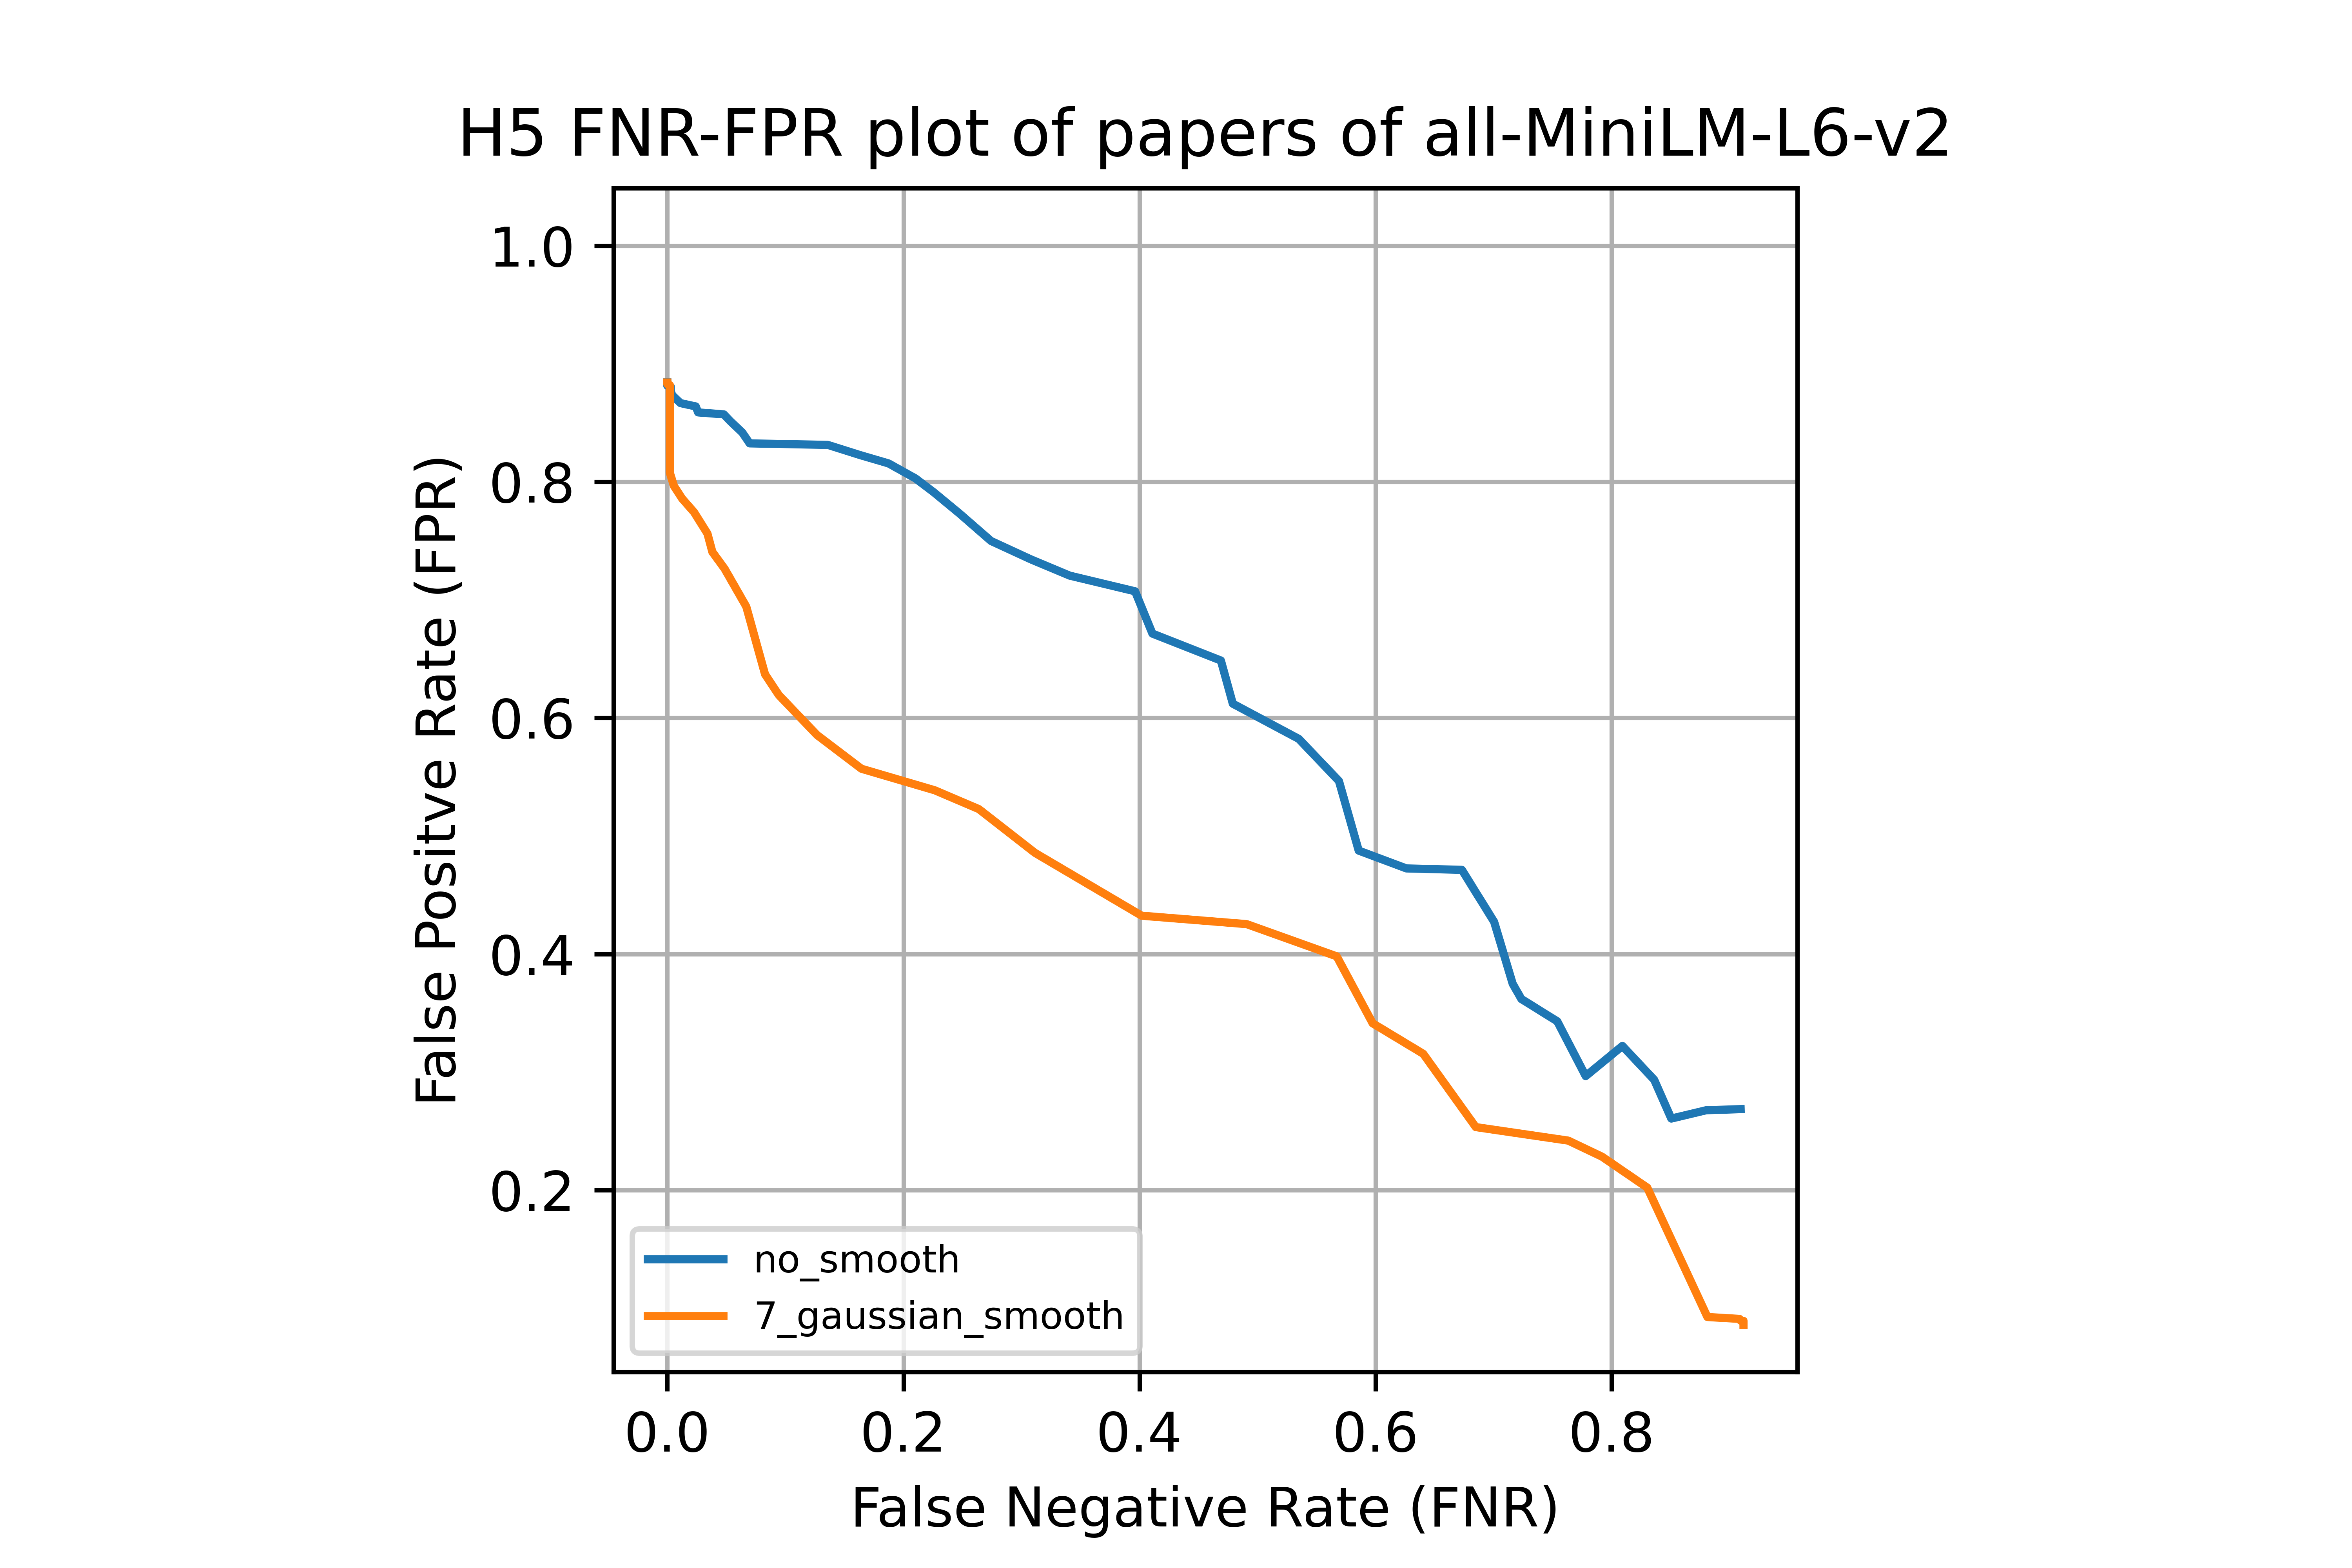 H5 FNR-FPR plot of papers of all-MiniLM-L6-v2
False Positve Rate (FPR)
1.0
0.8
0.6
0.4
0.2
no_smooth
7_gaussian_smooth
0.0 0.2 0.4 0.6 0.8
False Negative Rate (FNR)